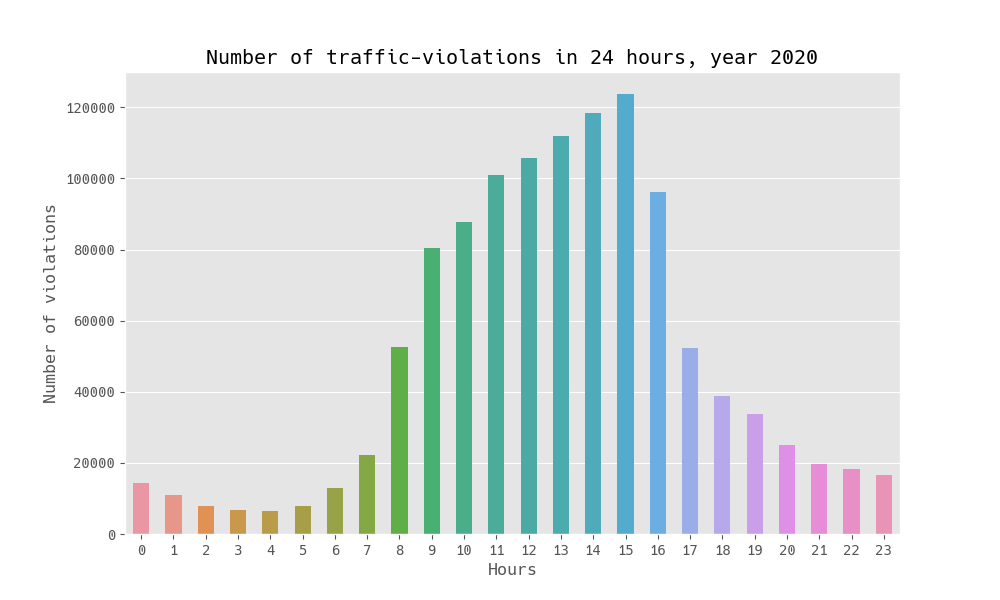 Number of traffic-violations in 24 hours, year 2020
Number of violations
120000
100000
80000
60000
40000
20000
0
0 1 2 3 4 5 6 7 8 9 10 11 12 13 14 15 16 17 18 19 20 21 22 23
Hours